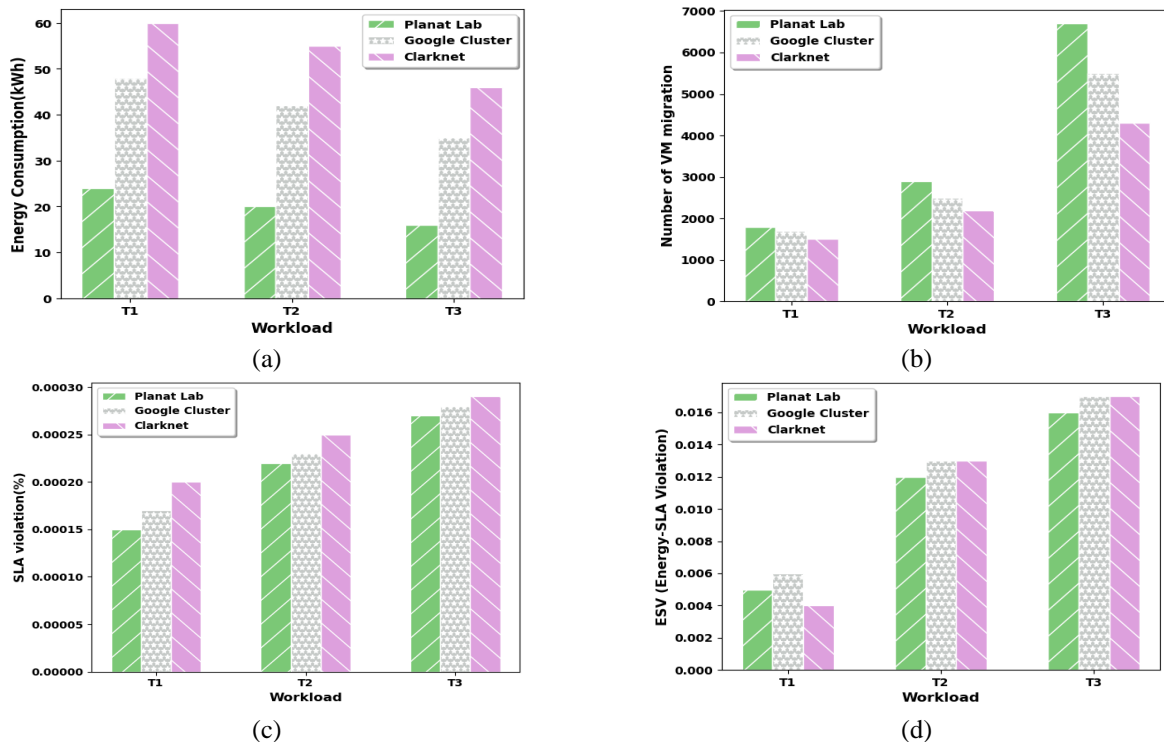 Energy Consumption(kWh)
60
50
40
30
20
10
0
Planat Lab
Google Cluster
Clarknet
T1 T2 T3
Workload
(a)
Number of VM migration
7000
6000
5000
4000
3000
2000
1000
0
Planat Lab
Google Cluster
Clarknet
T1 T2 T3
Workload
(b)
SLA violation(%)
0.00030
0.00025
0.00020
0.00015
0.00010
0.00005
0.00000
Planat Lab
Google Cluster
Clarknet
T1 T2 T3
Workload
(c)
ESV (Energy-SLA Violation)
0.016
0.014
0.012
0.010
0.008
0.006
0.004
0.002
0.000
Planat Lab
Google Cluster
Clarknet
T1 T2 T3
Workload
(d)